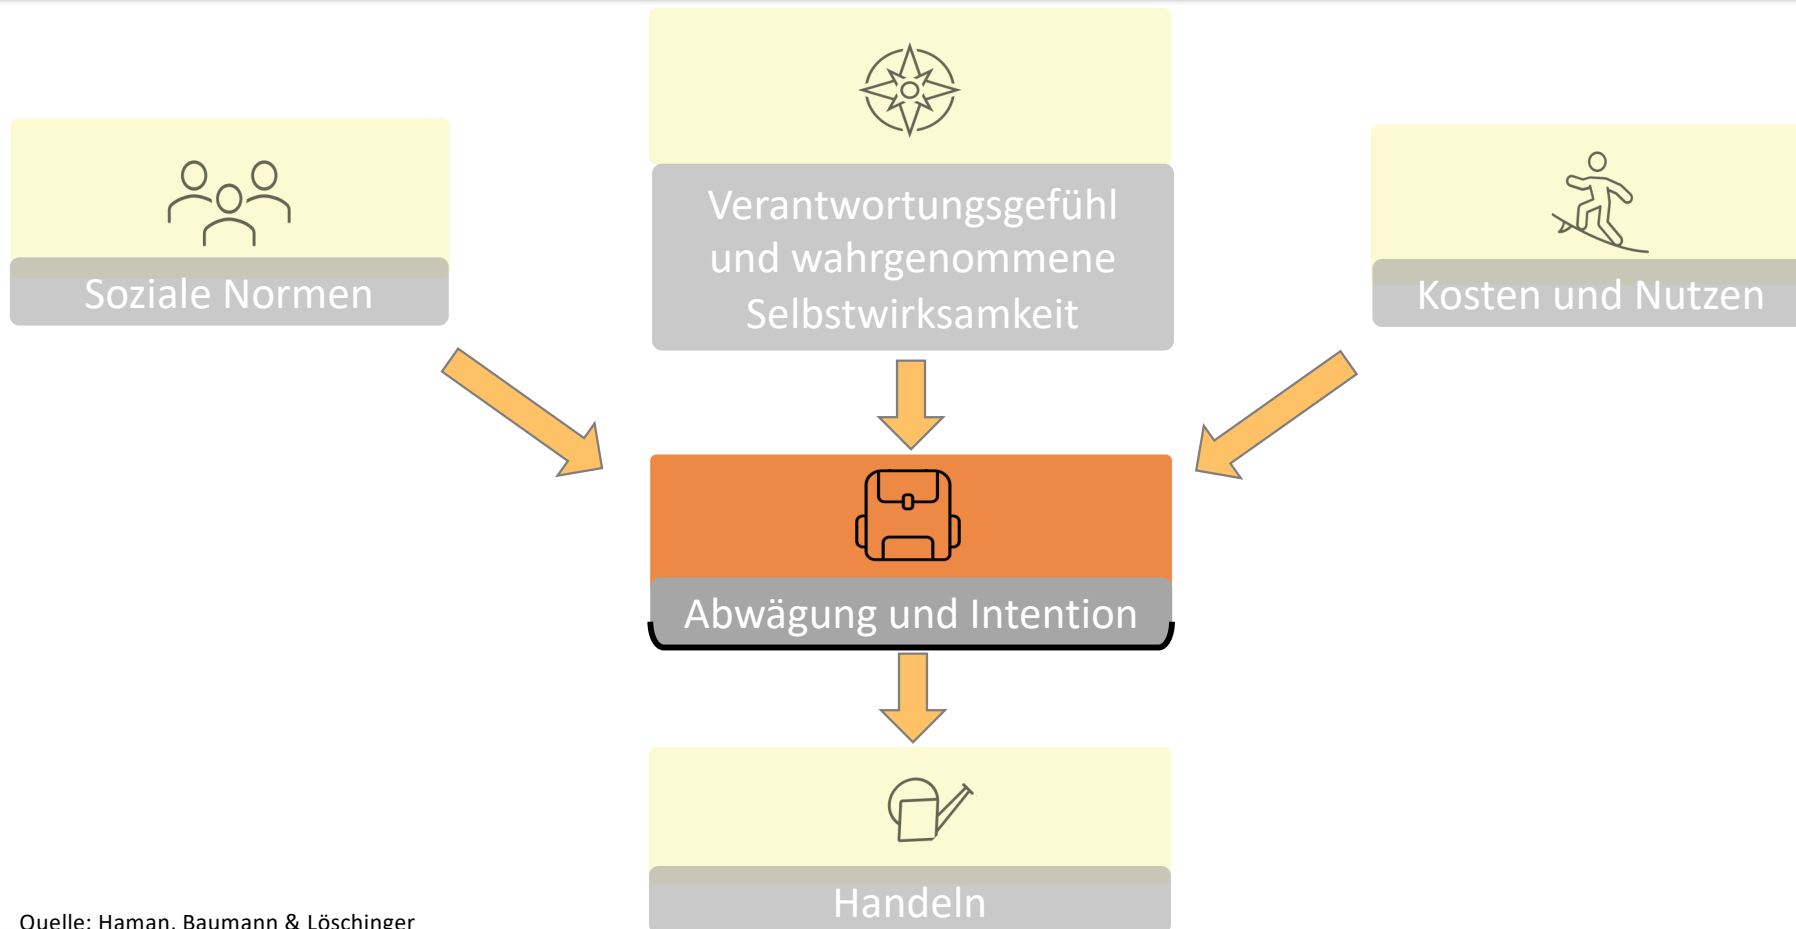 Verantwortungsgefühl
und wahrgenommene
Selbstwirksamkeit
Soziale Normen
Kosten und Nutzen
Abwägung und Intention
Handeln
Quelle: Haman, Baumann & Löschinger